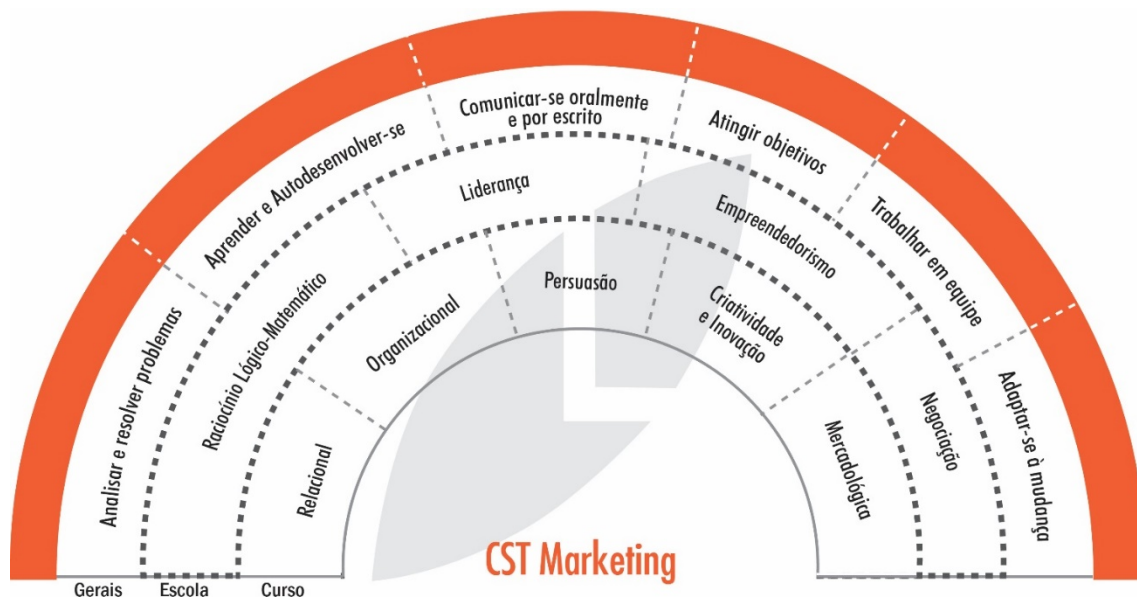 Analisar e resolver problemas
Aprender e Autodesenvolver-se
Comunicar-se oralmente
e por escrito
Atingir objetivos
Trabalhar em equipe
Adaptar-se à mudança
Raciocínio Lógico-Matemático
Liderança
Empreendedorismo
Negociação
Relacional
Organizacional
Persuasão
Criatividade
e Inovação
Mercadológica
CST Marketing
Gerais
Escola
Curso